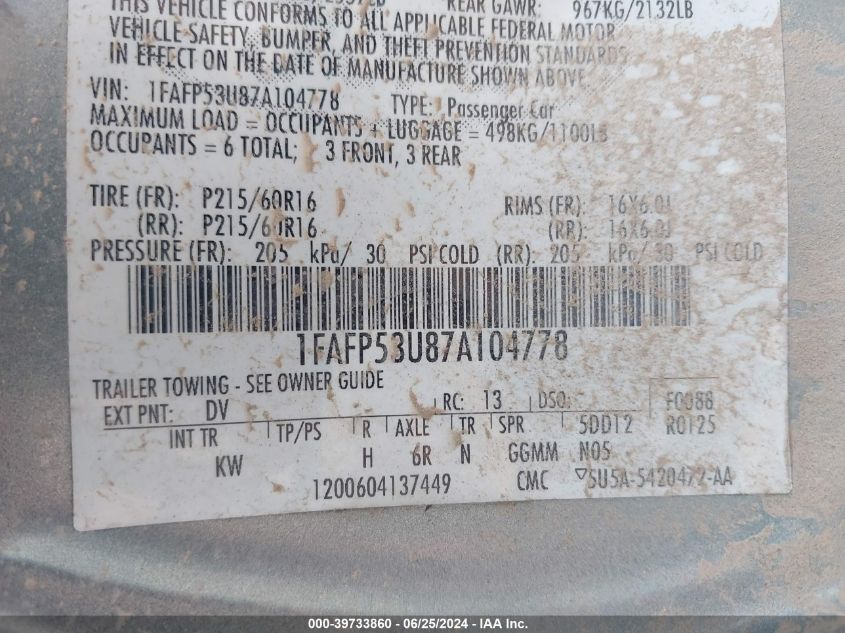 REAR GAWR: 967KG/2132LB
THIS VEHICLE CONFORMS TO ALL APPLICABLE FEDERAL MOTOR
VEHICLE SAFETY, BUMPER, AND THEFT PREVENTION STANDARDS
IN EFFECT ON THE DATE OF MANUFACTURE SHOWN ABOVE
VIN: 1FAFP53U87A104778 TYPE: Passenger Car
MAXIMUM LOAD = OCCUPANTS + LUGGAGE = 498KG/1100LB
OCCUPANTS = 6 TOTAL; 3 FRONT, 3 REAR
TIRE (FR): P215/60R16 RIMS (FR): 16X6.0J
(RR): P215/60R16 (RR): 16X6.0J
PRESSURE (FR): 205 kPa/ 30 PSI COLD (RR): 205 kPa/ 30 PSI COLD
1FAFP53U87A104778
TRAILER TOWING - SEE OWNER GUIDE
EXT PNT: DV RC: 13 DSO: F0088
INT TR TP/PS R AXLE TR SPR 5DD12 R0125
KW H 6R N GGMM N05
1200604137449 CMC ▽5U5A-5420472-AA
000-39733860 - 06/25/2024 - IAA Inc.